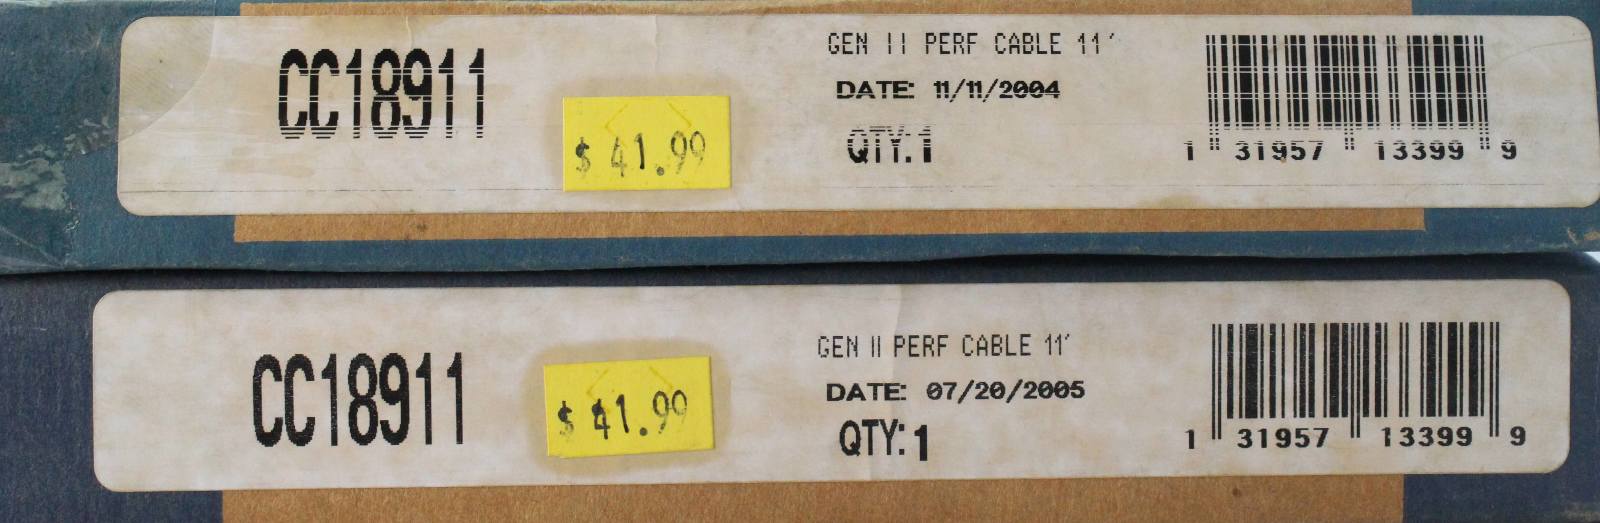 CC18911
$ 41.99
GEN II PERF CABLE 11'
DATE: 11/11/2004
QTY:1
1 31957 13399 9
CC18911
$ 41.99
GEN II PERF CABLE 11'
DATE: 07/20/2005
QTY:1
1 31957 13399 9